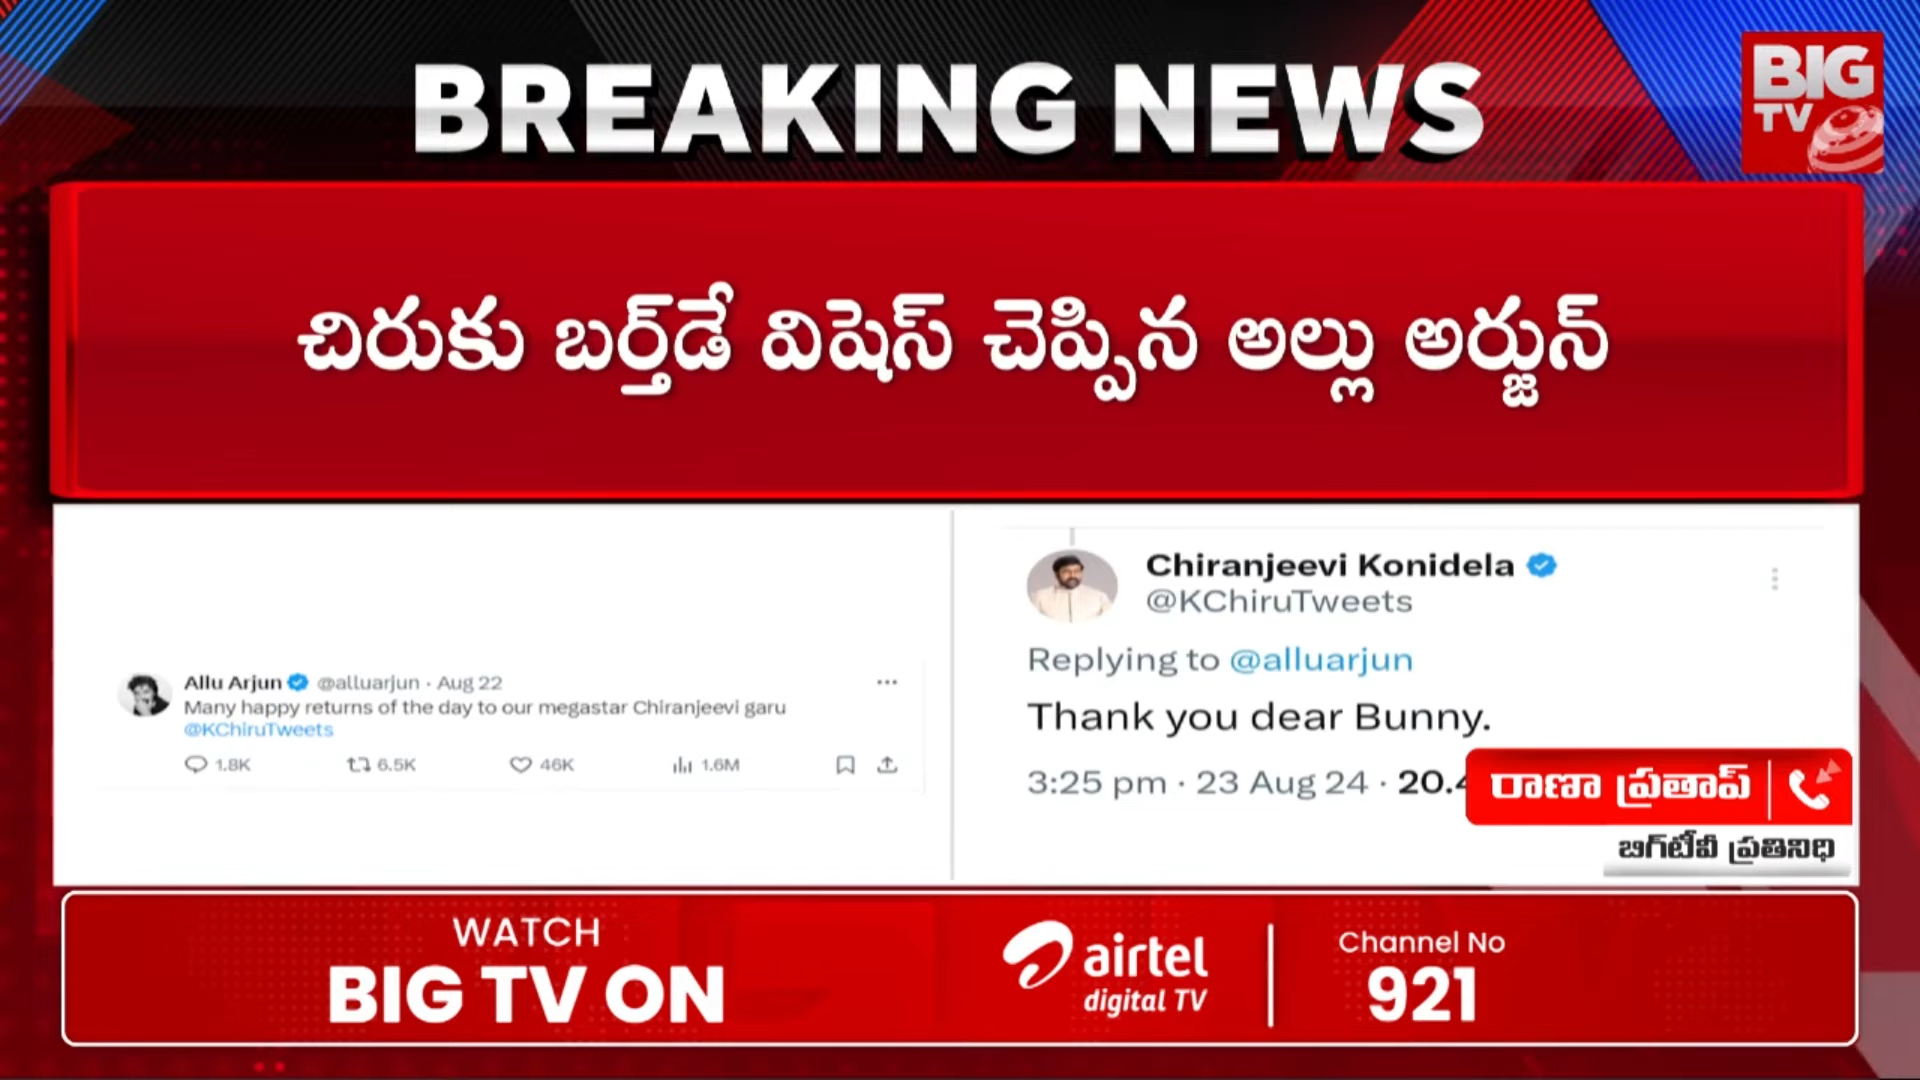 BREAKING NEWS
BIG
TV
చిరుకు బర్త్‌డే విషెస్ చెప్పిన అల్లు అర్జున్
Allu Arjun @alluarjun · Aug 22
Many happy returns of the day to our megastar Chiranjeevi garu
@KChiruTweets
1.8K 6.5K 46K 1.6M
Chiranjeevi Konidela
@KChiruTweets
Replying to @alluarjun
Thank you dear Bunny.
3:25 pm · 23 Aug 24 ·
రాణా ప్రతాప్
బిగ్‌టీవీ ప్రతినిధి
WATCH
BIG TV ON
airtel
digital TV
Channel No
921